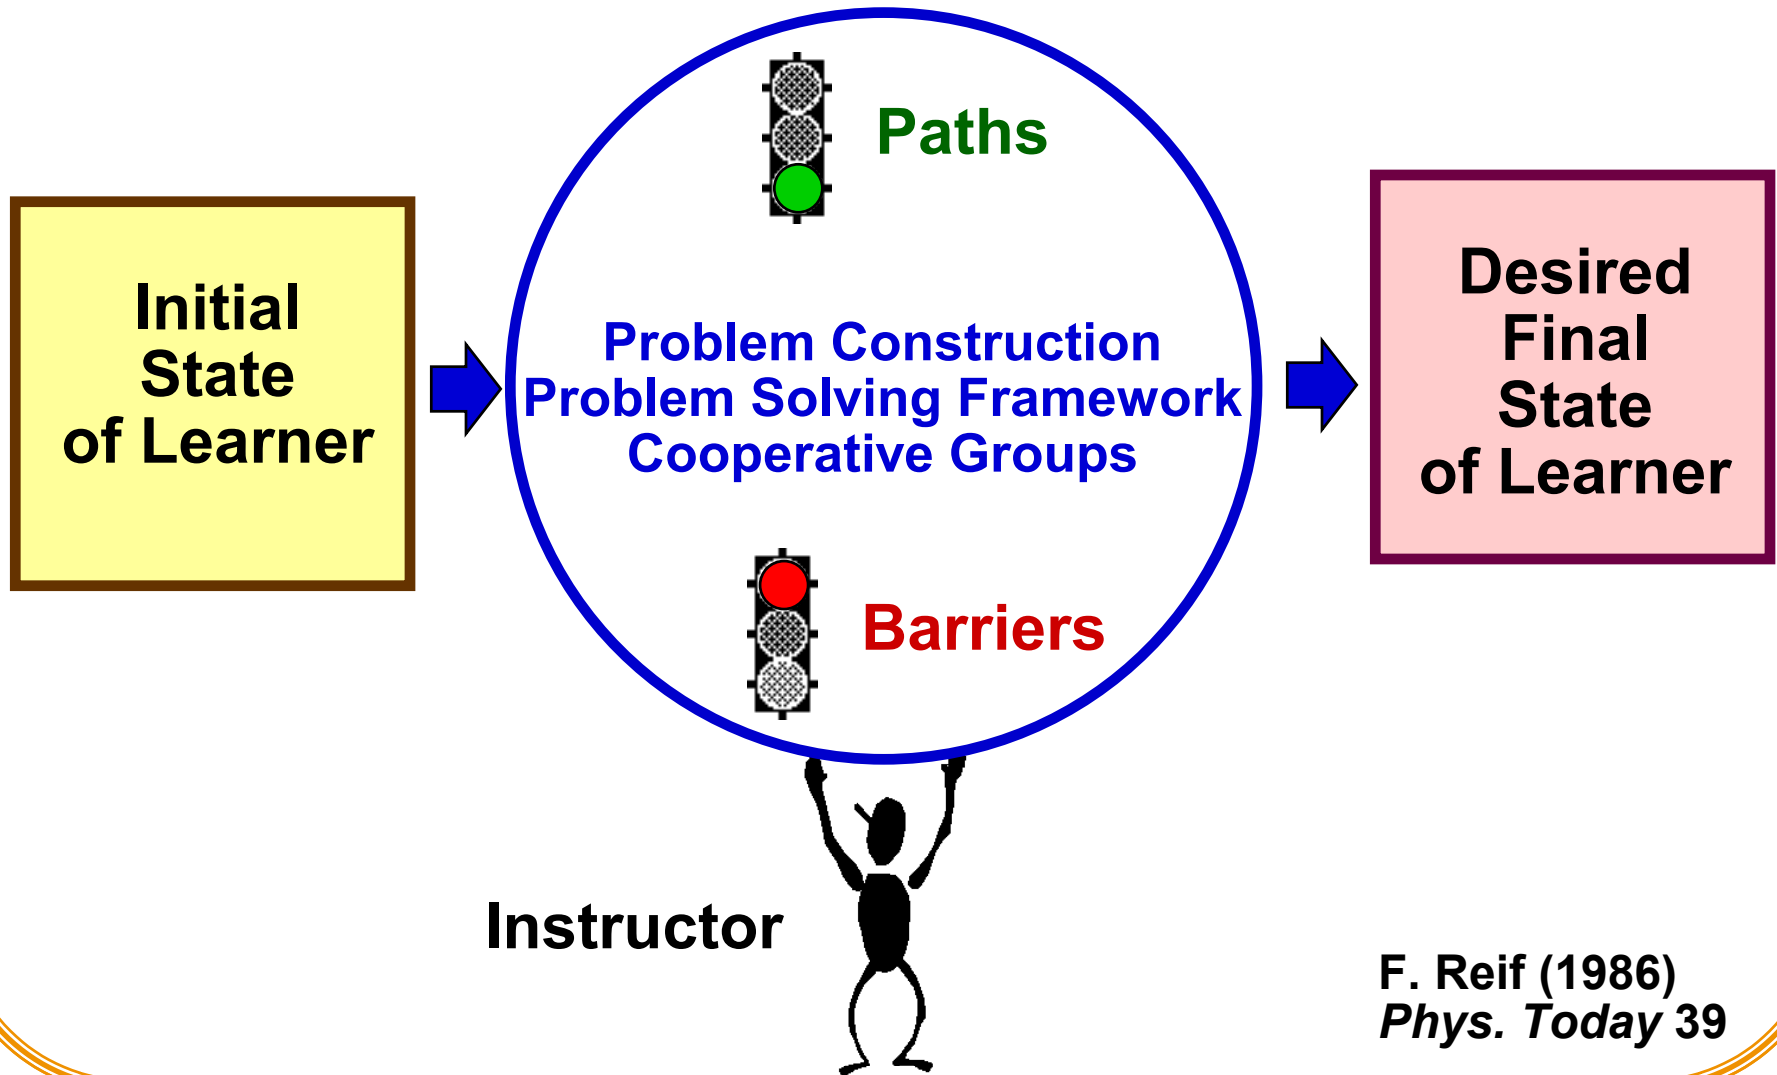 Paths
Initial
State
of Learner
Problem Construction
Problem Solving Framework
Cooperative Groups
Desired
Final
State
of Learner
Barriers
Instructor
F. Reif (1986)
Phys. Today 39